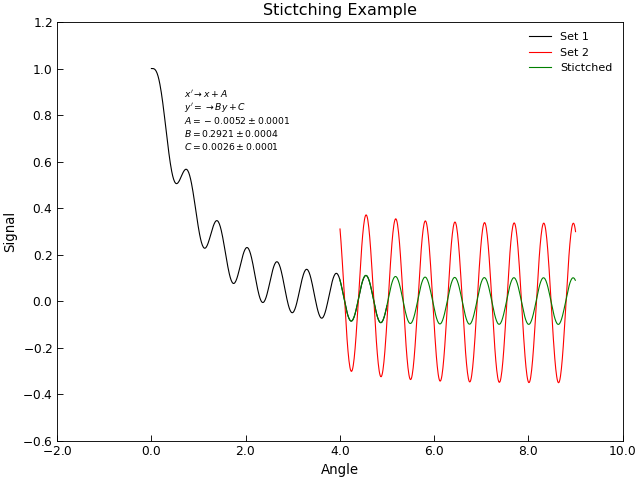 Stictching Example
1.2
1.0
0.8
0.6
0.4
0.2
0.0
−0.2
−0.4
−0.6
−2.0 0.0 2.0 4.0 6.0 8.0 10.0
Signal
Angle
Set 1
Set 2
Stictched
x′→x+A
y′=→By+C
A=−0.0052±0.0001
B=0.2921±0.0004
C=0.0026±0.0001